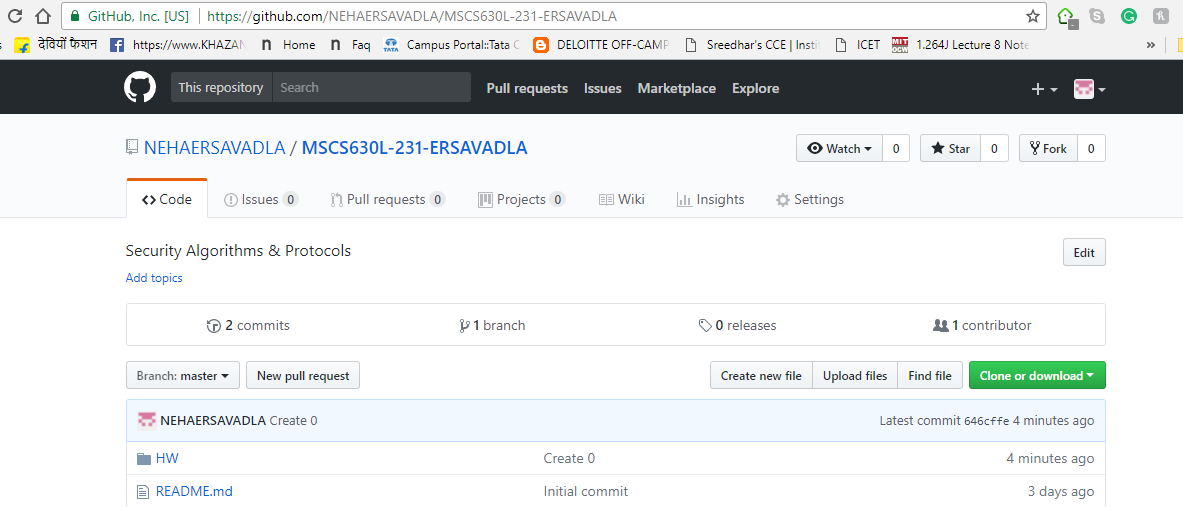 GitHub, Inc. [US] https://github.com/NEHAERSAVADLA/MSCS630L-231-ERSAVADLA
देवियों फैशन https://www.KHAZAN Home Faq Campus Portal::Tata C DELOITTE OFF-CAMP Sreedhar's CCE | Insti ICET 1.264J Lecture 8 Note »
This repository Search Pull requests Issues Marketplace Explore
NEHAERSAVADLA / MSCS630L-231-ERSAVADLA Watch 0 Star 0 Fork 0
Code Issues 0 Pull requests 0 Projects 0 Wiki Insights Settings
Security Algorithms & Protocols Edit
Add topics
2 commits 1 branch 0 releases 1 contributor
Branch: master New pull request Create new file Upload files Find file Clone or download
NEHAERSAVADLA Create 0 Latest commit 646cffe 4 minutes ago
HW Create 0 4 minutes ago
README.md Initial commit 3 days ago